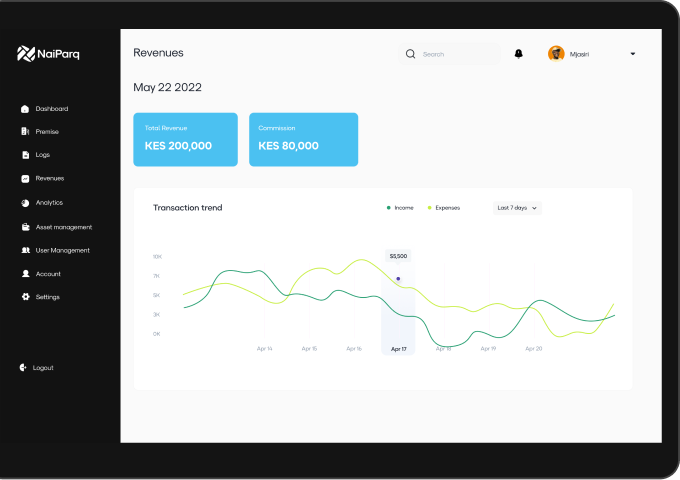 NaiParq
Dashboard
Premise
Logs
Revenues
Analytics
Asset management
User Management
Account
Settings
Logout
Revenues
Search
Mjasiri
May 22 2022
Total Revenue
KES 200,000
Commission
KES 80,000
Transaction trend
Income
Expenses
Last 7 days
10K
7K
5K
3K
0K
$5,500
Apr 14
Apr 15
Apr 16
Apr 17
Apr 18
Apr 19
Apr 20